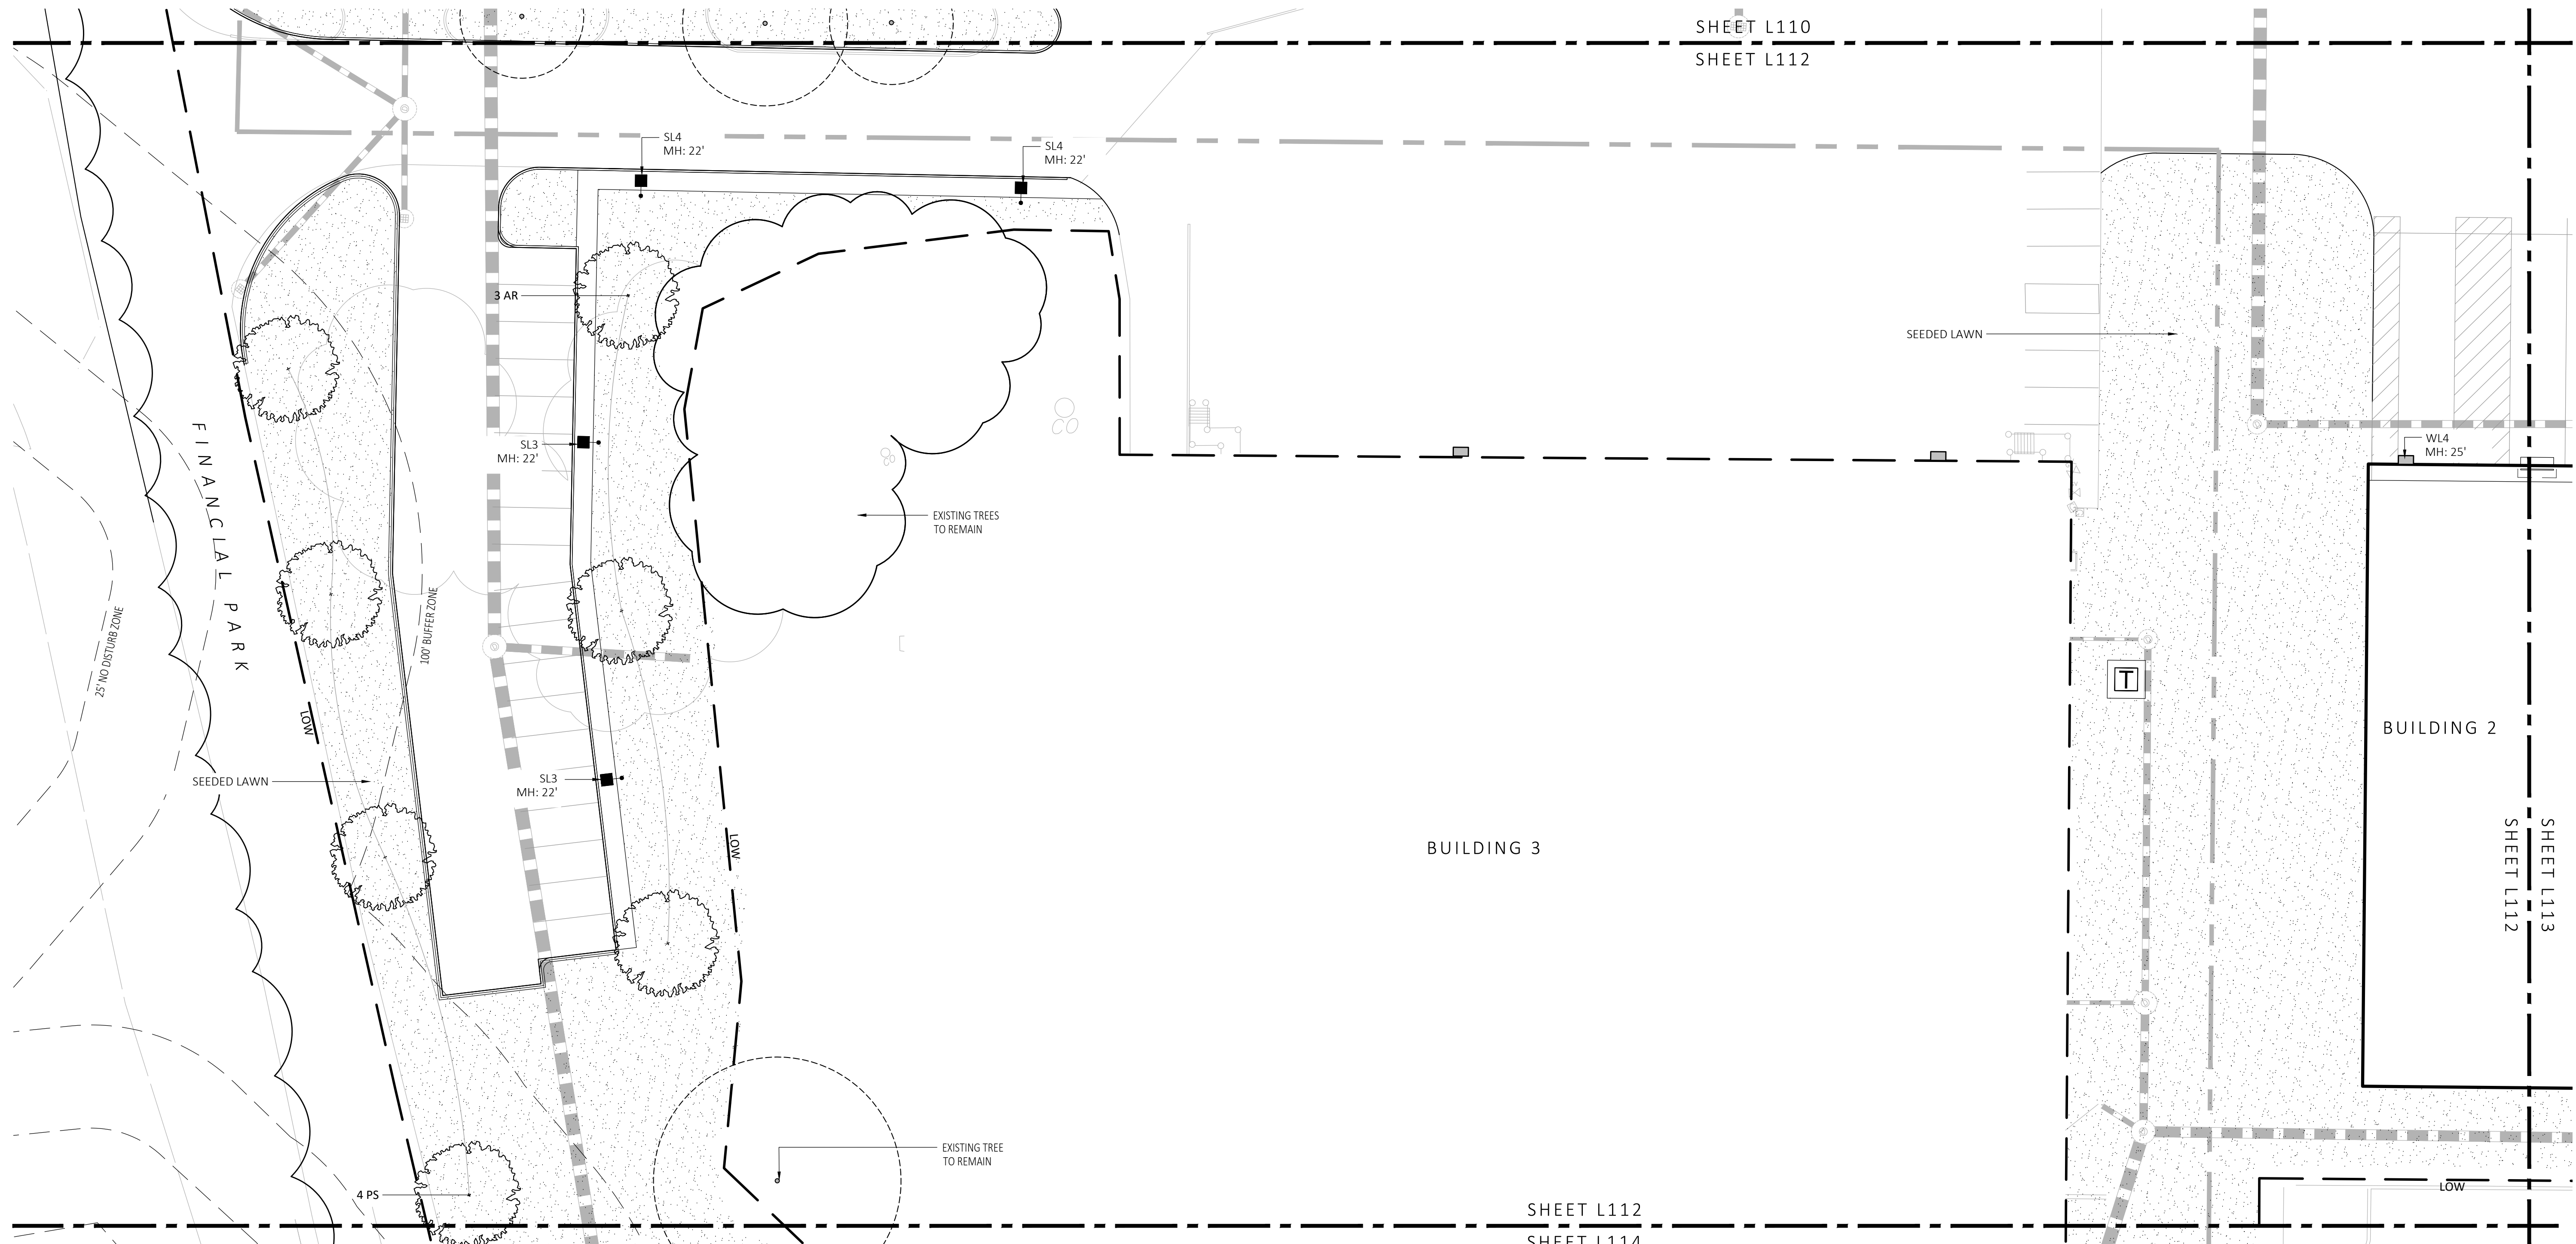 SHEET L110
SHEET L112
SL4
MH: 22'
SL4
MH: 22'
3 AR
SEEDED LAWN
SL3
MH: 22'
WL4
MH: 25'
EXISTING TREES
TO REMAIN
FINANCIAL PARK
25' NO DISTURB ZONE
100' BUFFER ZONE
LOW
T
BUILDING 2
SEEDED LAWN
SL3
MH: 22'
LOW
BUILDING 3
SHEET L112
SHEET L113
EXISTING TREE
TO REMAIN
4 PS
LOW
SHEET L112
SHEET L114